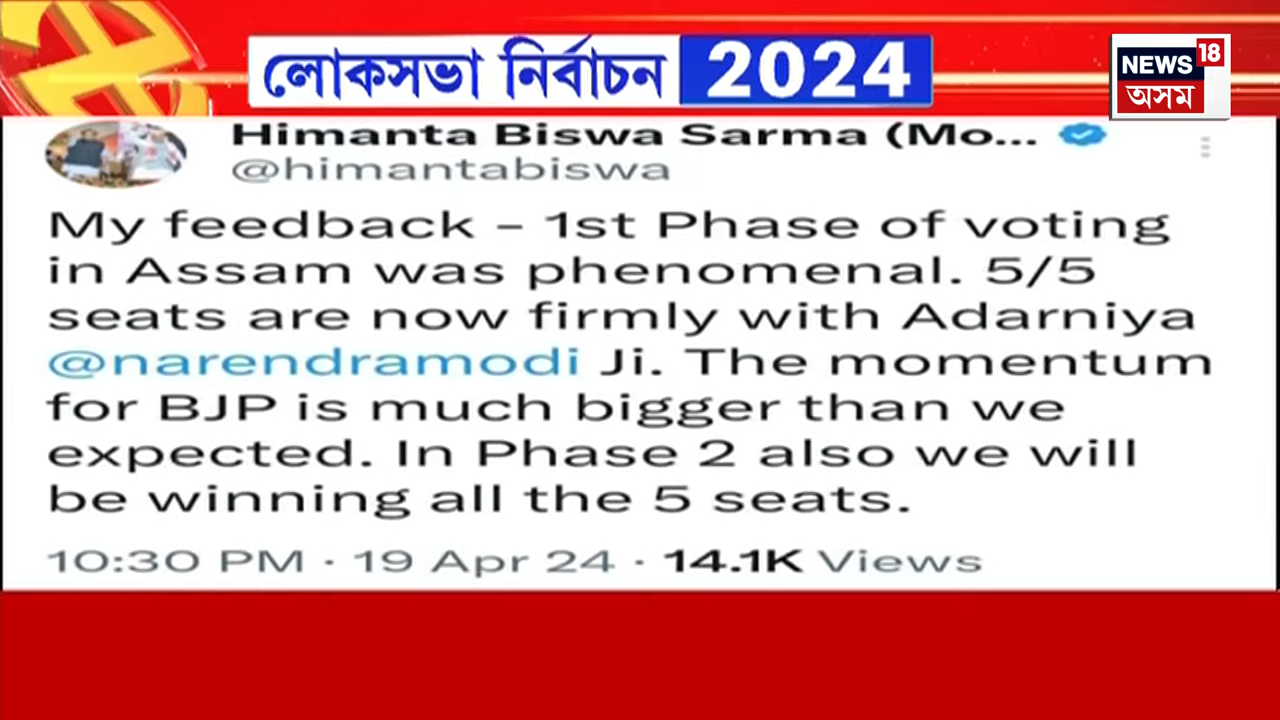 লোকসভা নিৰ্বাচন 2024
NEWS 18
অসম
Himanta Biswa Sarma (Mo...
@himantabiswa
My feedback – 1st Phase of voting
in Assam was phenomenal. 5/5
seats are now firmly with Adarniya
@narendramodi Ji. The momentum
for BJP is much bigger than we
expected. In Phase 2 also we will
be winning all the 5 seats.
10:30 PM · 19 Apr 24 · 14.1K Views